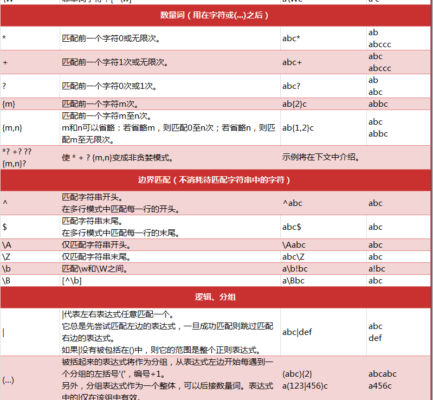 数量词（用在字符或(...)之后）
* 匹配前一个字符0或无限次。 abc* ab
abccc
+ 匹配前一个字符1次或无限次。 abc+ abc
abccc
? 匹配前一个字符0次或1次。 abc? ab
abc
{m} 匹配前一个字符m次。 ab{2}c abbc
{m,n} 匹配前一个字符m至n次。
m和n可以省略：若省略m，则匹配0至n次；若省略n，则匹
配m至无限次。 ab{1,2}c abc
abbc
*? +? ??
{m,n}? 使 * + ? {m,n}变成非贪婪模式。 示例将在下文中介绍。
边界匹配（不消耗待匹配字符串中的字符）
^ 匹配字符串开头。
在多行模式中匹配每一行的开头。 ^abc abc
$ 匹配字符串末尾。
在多行模式中匹配每一行的末尾。 abc$ abc
\A 仅匹配字符串开头。 \Aabc abc
\Z 仅匹配字符串末尾。 abc\Z abc
\b 匹配\w和\W之间。 a\b!bc a!bc
\B [^\b] a\Bbc abc
逻辑、分组
| |代表左右表达式任意匹配一个。
它总是先尝试匹配左边的表达式，一旦成功匹配则跳过匹配
右边的表达式。
如果|没有被包括在()中，则它的范围是整个正则表达式。 abc|def abc
def
(...) 被括起来的表达式将作为分组，从表达式左边开始每遇到一
个分组的左括号'('，编号+1。
另外，分组表达式作为一个整体，可以后接数量词。表达式
中的|仅在该组中有效。 (abc){2}
a(123|456)c abcabc
a456c